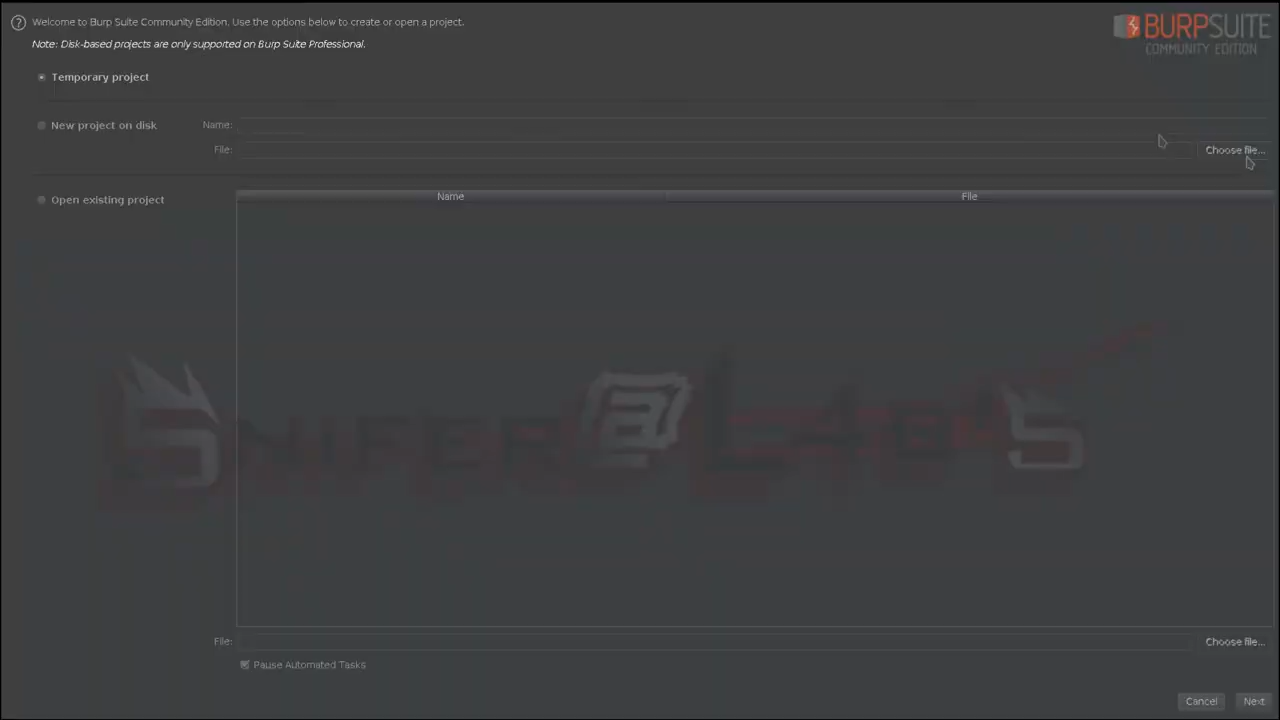 Welcome to Burp Suite Community Edition. Use the options below to create or open a project.
Note: Disk-based projects are only supported on Burp Suite Professional.
BURPSUITE
COMMUNITY EDITION
Temporary project
New project on disk
Name:
File:
Choose file...
Open existing project
Name
File
SNIFER@L4B'S
File:
Choose file...
Pause Automated Tasks
Cancel
Next